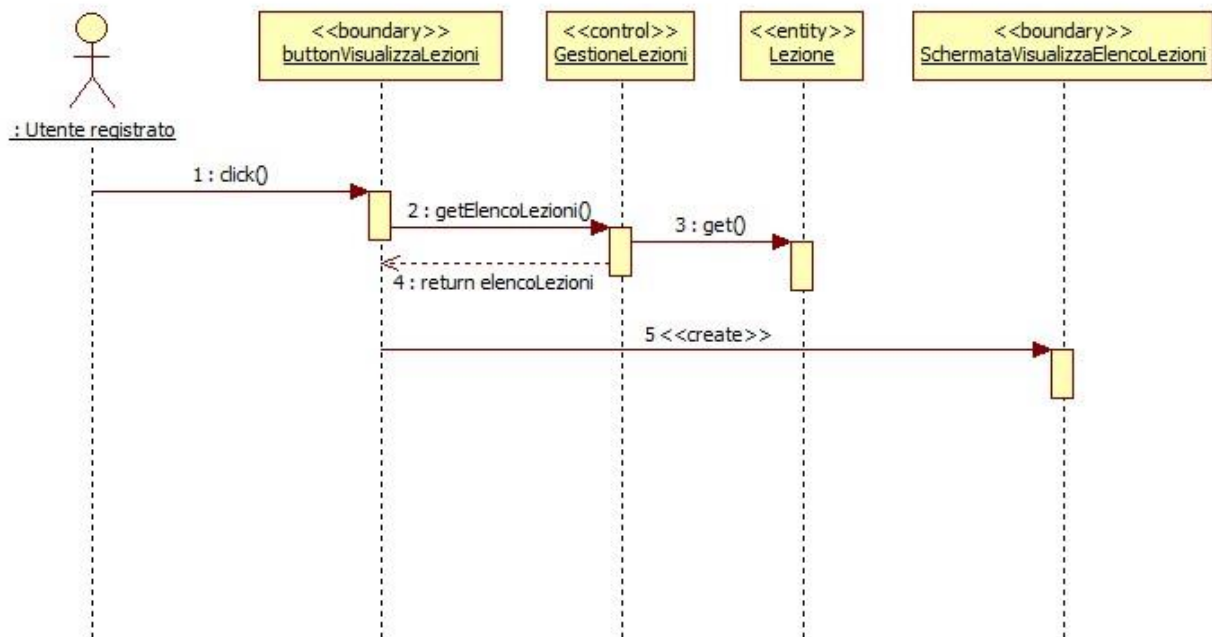 <<boundary>>
buttonVisualizzaLezioni
<<control>>
GestioneLezioni
<<entity>>
Lezione
<<boundary>>
SchermataVisualizzaElencoLezioni
: Utente registrato
1 : click()
2 : getElencoLezioni()
3 : get()
4 : return elencoLezioni
5 <<create>>